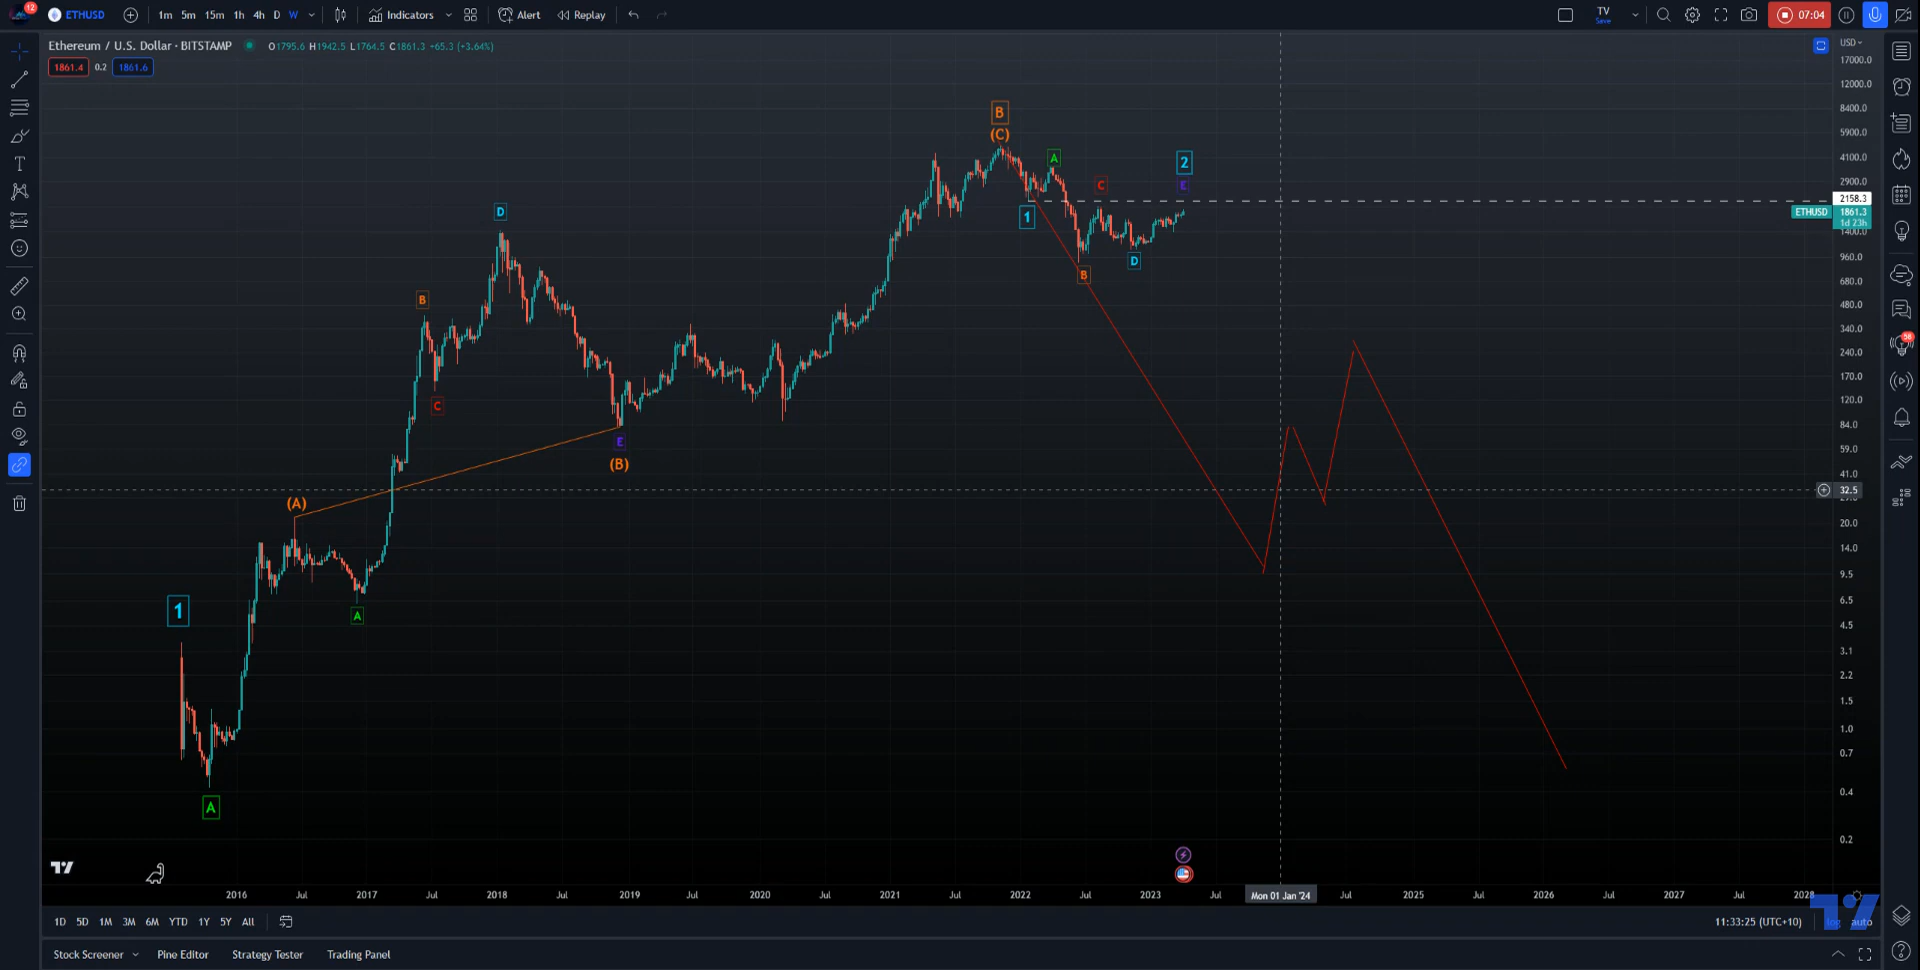 12 ETHUSD 1m 5m 15m 1h 4h D W Indicators Alert Replay TV Save 07:04
Ethereum / U.S. Dollar · BITSTAMP O1795.6 H1942.5 L1764.5 C1861.3 +65.3 (+3.64%) USD
1861.4 0.2 1861.6
17000.0
12000.0
8400.0
5900.0
4100.0
2900.0
2158.3
ETHUSD 1861.3
1d 23h
1400.0
960.0
680.0
480.0
340.0
240.0
170.0
120.0
84.0
59.0
41.0
32.5
20.0
14.0
9.5
6.5
4.5
3.1
2.2
1.5
1.0
0.7
0.4
0.2
B
(C)
A
2
C
E
D
1
D
B
B
C
E
(B)
(A)
A
1
A
56
2016 Jul 2017 Jul 2018 Jul 2019 Jul 2020 Jul 2021 Jul 2022 Jul 2023 Jul Mon 01 Jan '24 Jul 2025 Jul 2026 Jul 2027 Jul 2028
1D 5D 1M 3M 6M YTD 1Y 5Y All 11:33:25 (UTC+10) log auto
Stock Screener Pine Editor Strategy Tester Trading Panel